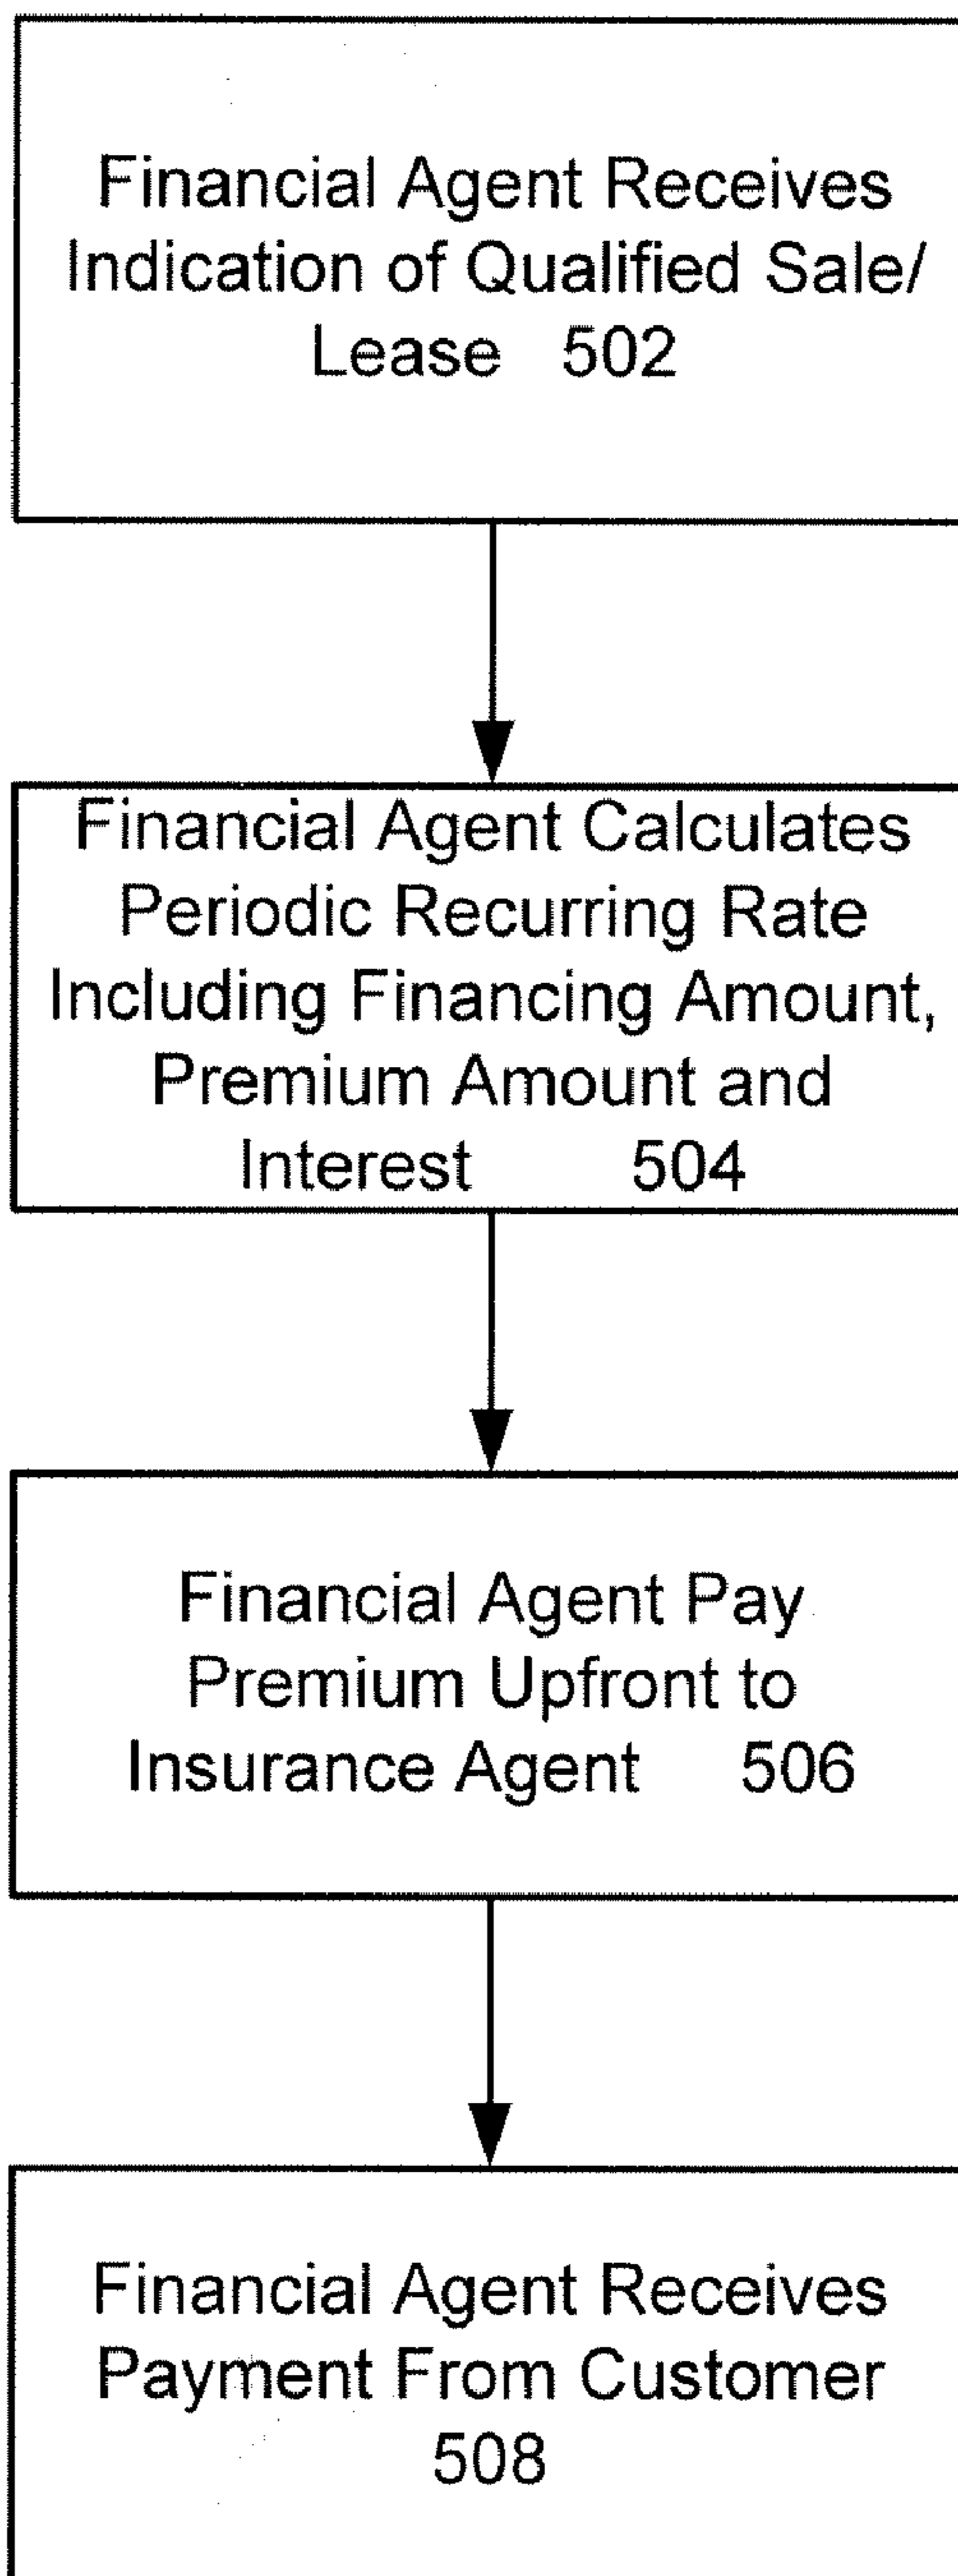 Financial Agent Receives
Indication of Qualified Sale/
Lease 502
Financial Agent Calculates
Periodic Recurring Rate
Including Financing Amount,
Premium Amount and
Interest 504
Financial Agent Pay
Premium Upfront to
Insurance Agent 506
Financial Agent Receives
Payment From Customer
508